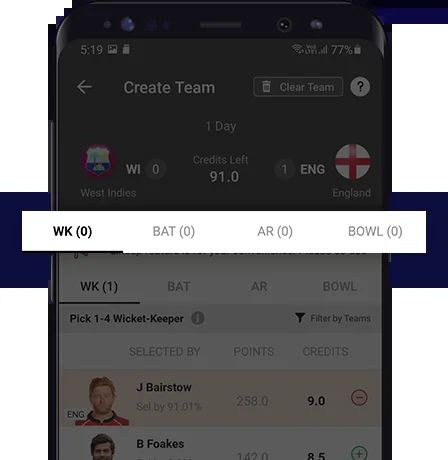 5:19 77%
Create Team Clear Team ?
1 Day
WI 0 Credits Left 1 ENG
91.0
West Indies England
WK (0) BAT (0) AR (0) BOWL (0)
WK (1) BAT AR BOWL
Pick 1-4 Wicket-Keeper i Filter by Teams
SELECTED BY POINTS CREDITS
J Bairstow
ENG Sel by 91.01% 258.0 9.0
B Foakes
142.0 8.5